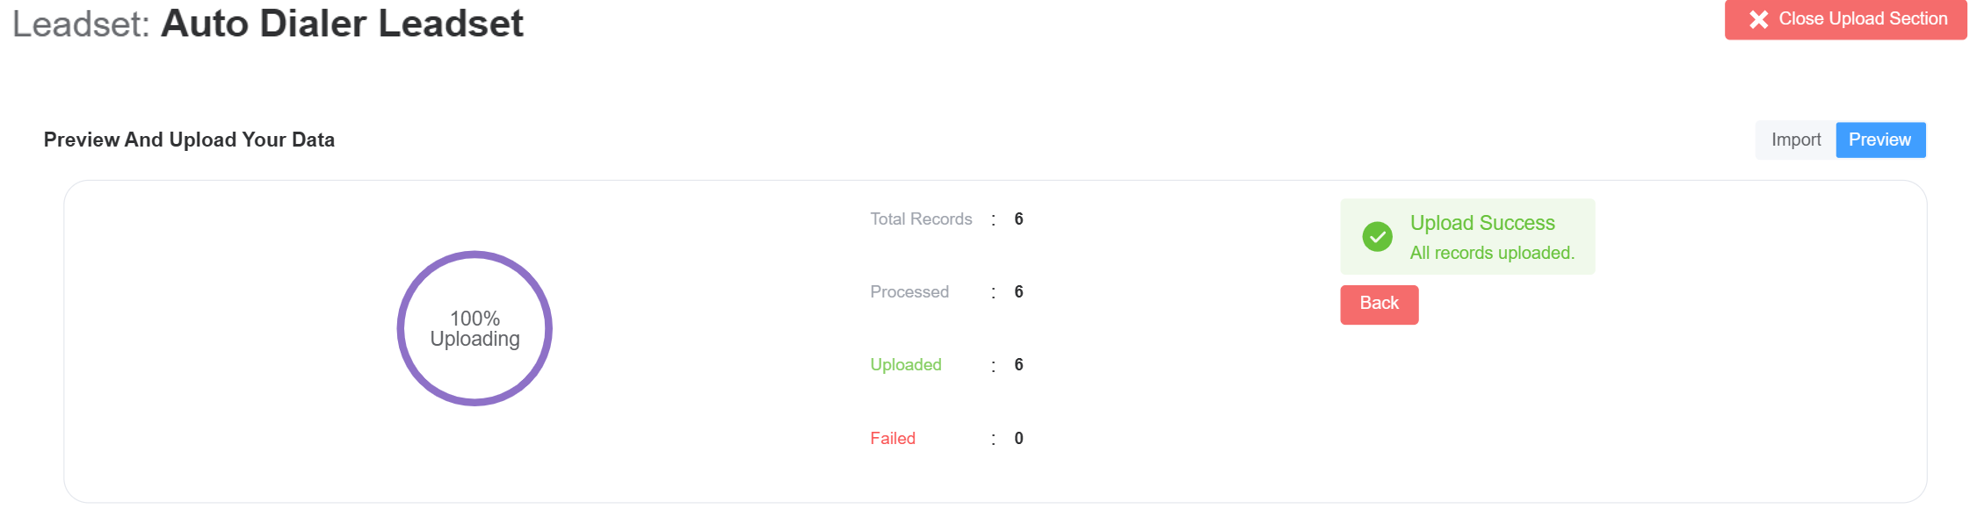 Leadset: Auto Dialer Leadset
Close Upload Section
Preview And Upload Your Data
Import
Preview
100%
Uploading
Total Records : 6
Processed : 6
Uploaded : 6
Failed : 0
Upload Success
All records uploaded.
Back